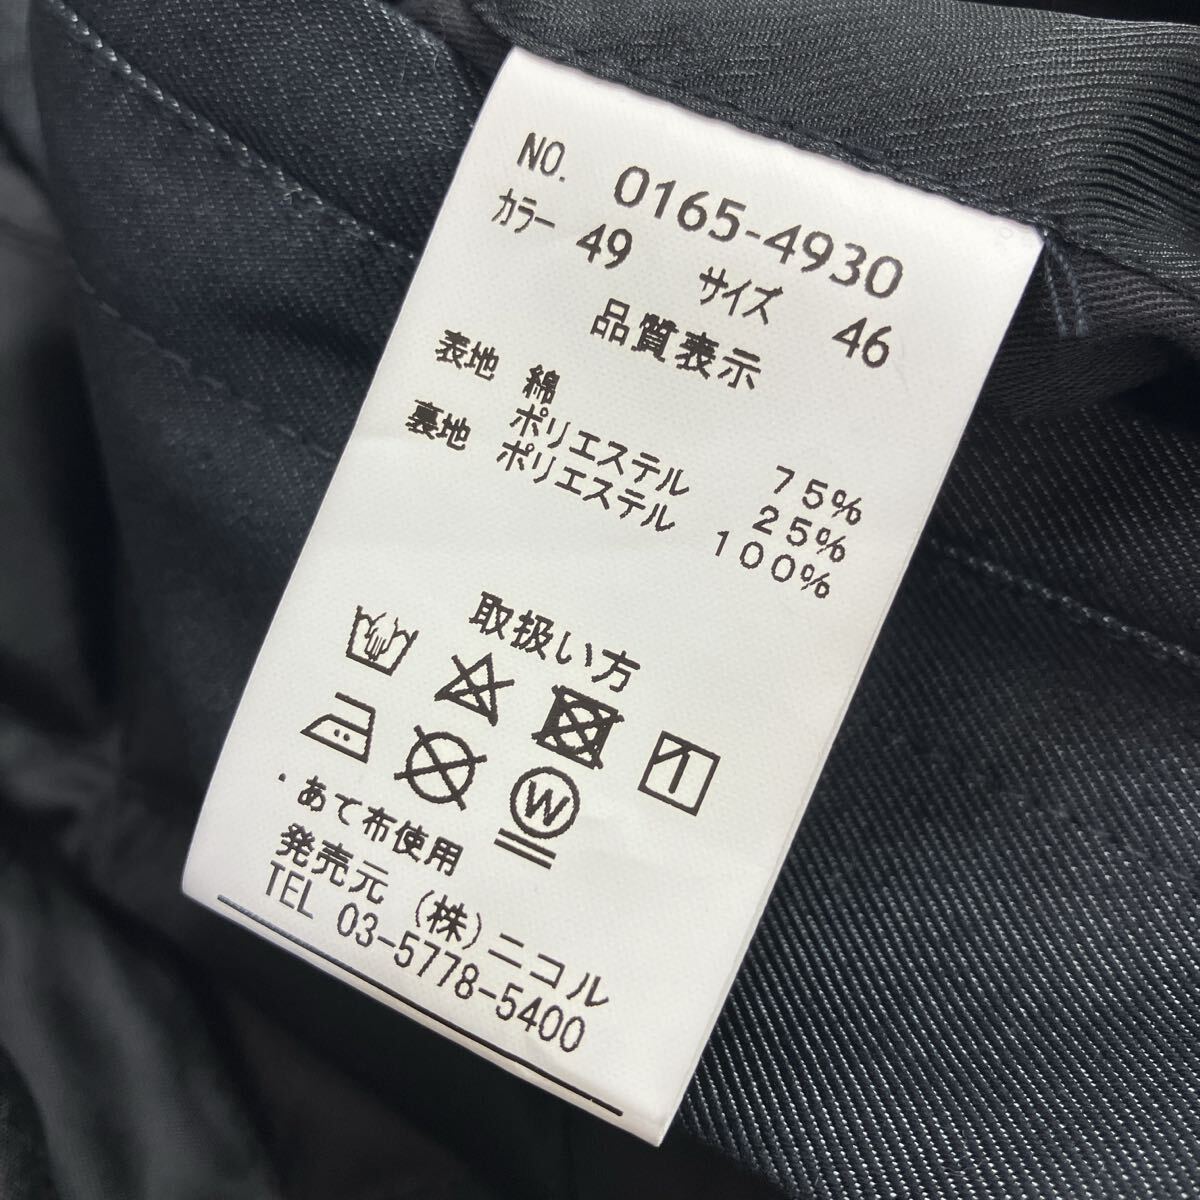 NO. 0165-4930
カラー 49 サイズ 46
品質表示
表地 綿 75%
ポリエステル 25%
裏地 ポリエステル 100%
取扱い方
W
・あて布使用
発売元 (株)ニコル
TEL 03-5778-5400